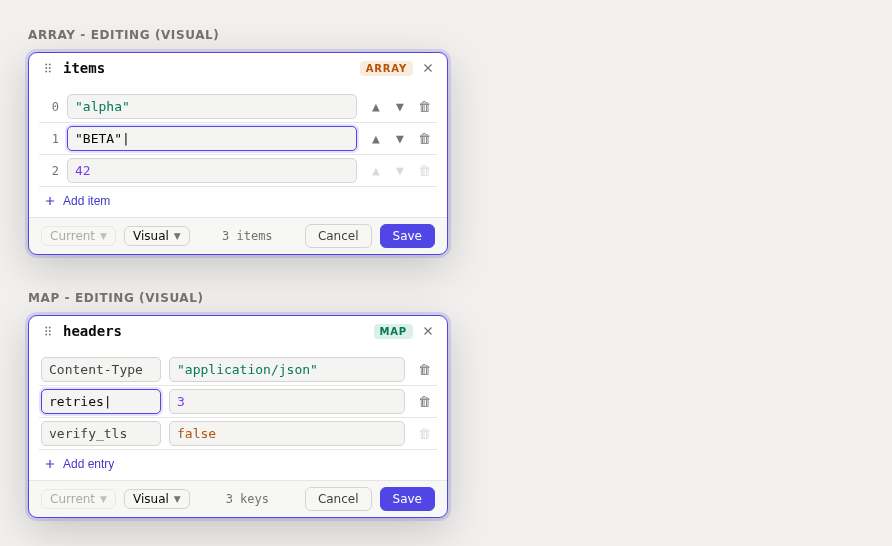 ARRAY - EDITING (VISUAL)
items ARRAY ✕
0 "alpha" ▲ ▼
1 "BETA"| ▲ ▼
2 42 ▲ ▼
+ Add item
Current ▼ Visual ▼ 3 items Cancel Save
MAP - EDITING (VISUAL)
headers MAP ✕
Content-Type "application/json"
retries| 3
verify_tls false
+ Add entry
Current ▼ Visual ▼ 3 keys Cancel Save